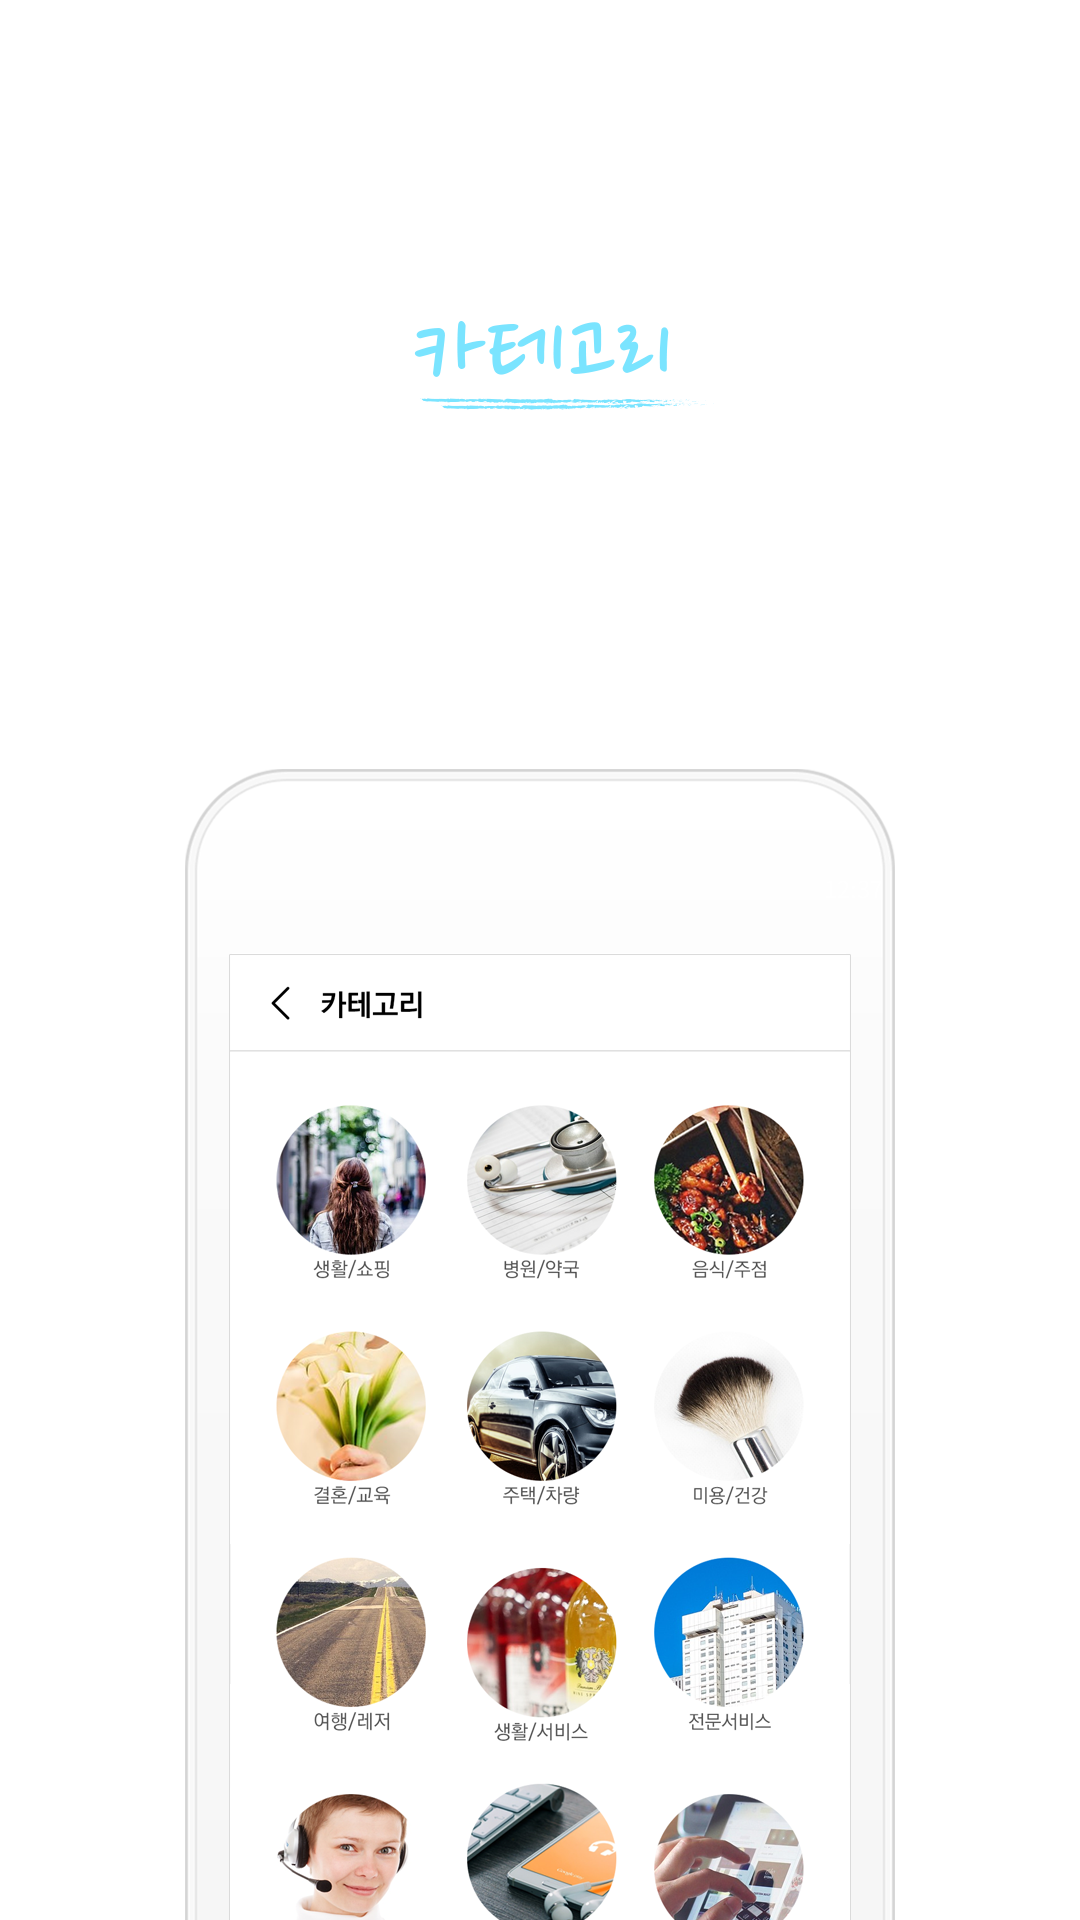 카테고리
카테고리
생활/쇼핑 병원/약국 음식/주점
결혼/교육 주택/차량 미용/건강
여행/레저 생활/서비스 전문서비스